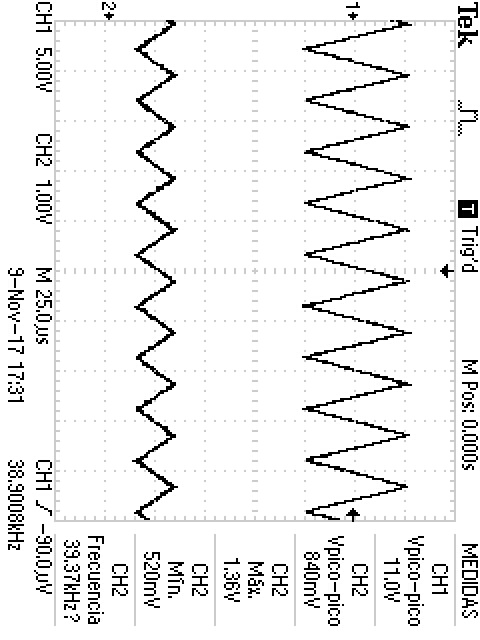 Tek
T Trig'd
M Pos: 0.000s
MEDIDAS
CH1
Vpico-pico
11.0V
CH2
Vpico-pico
840mV
CH2
Máx.
1.36V
CH2
Mín.
520mV
CH2
Frecuencia
39.37kHz?
1
2
CH1 5.00V CH2 1.00V M 25.0µs CH1 / -90.0µV
9-Nov-17 17:31 38.9008kHz